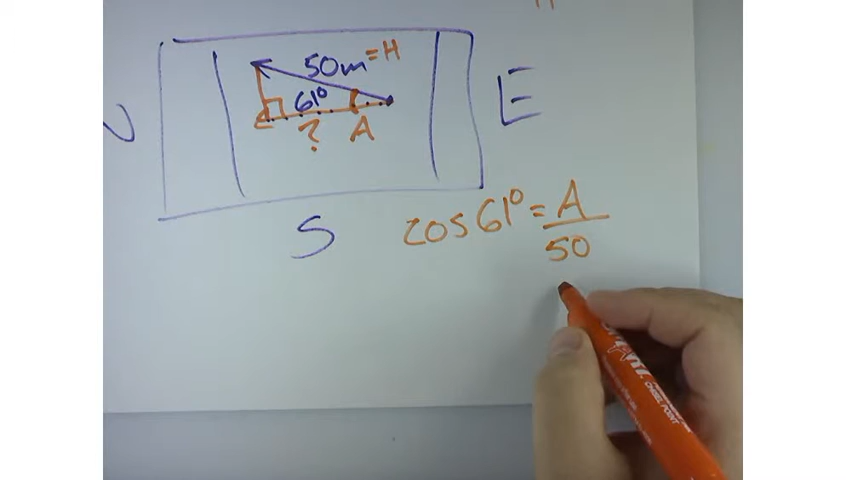 50m = H
61°
? A
E
S
cos 61° = A
50